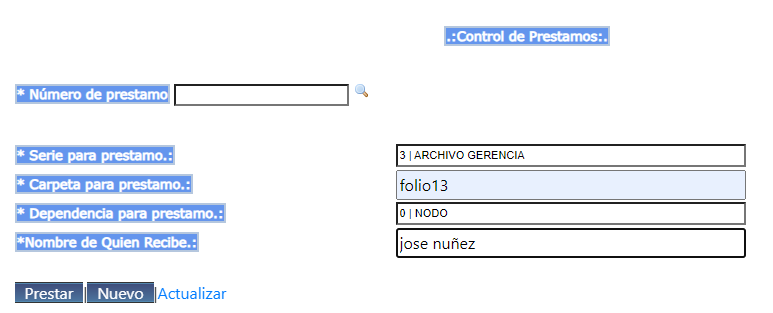 .:Control de Prestamos:.
* Número de prestamo
* Serie para prestamo.: 3 | ARCHIVO GERENCIA
* Carpeta para prestamo.: folio13
* Dependencia para prestamo.: 0 | NODO
*Nombre de Quien Recibe.: jose nuñez
Prestar | Nuevo |Actualizar